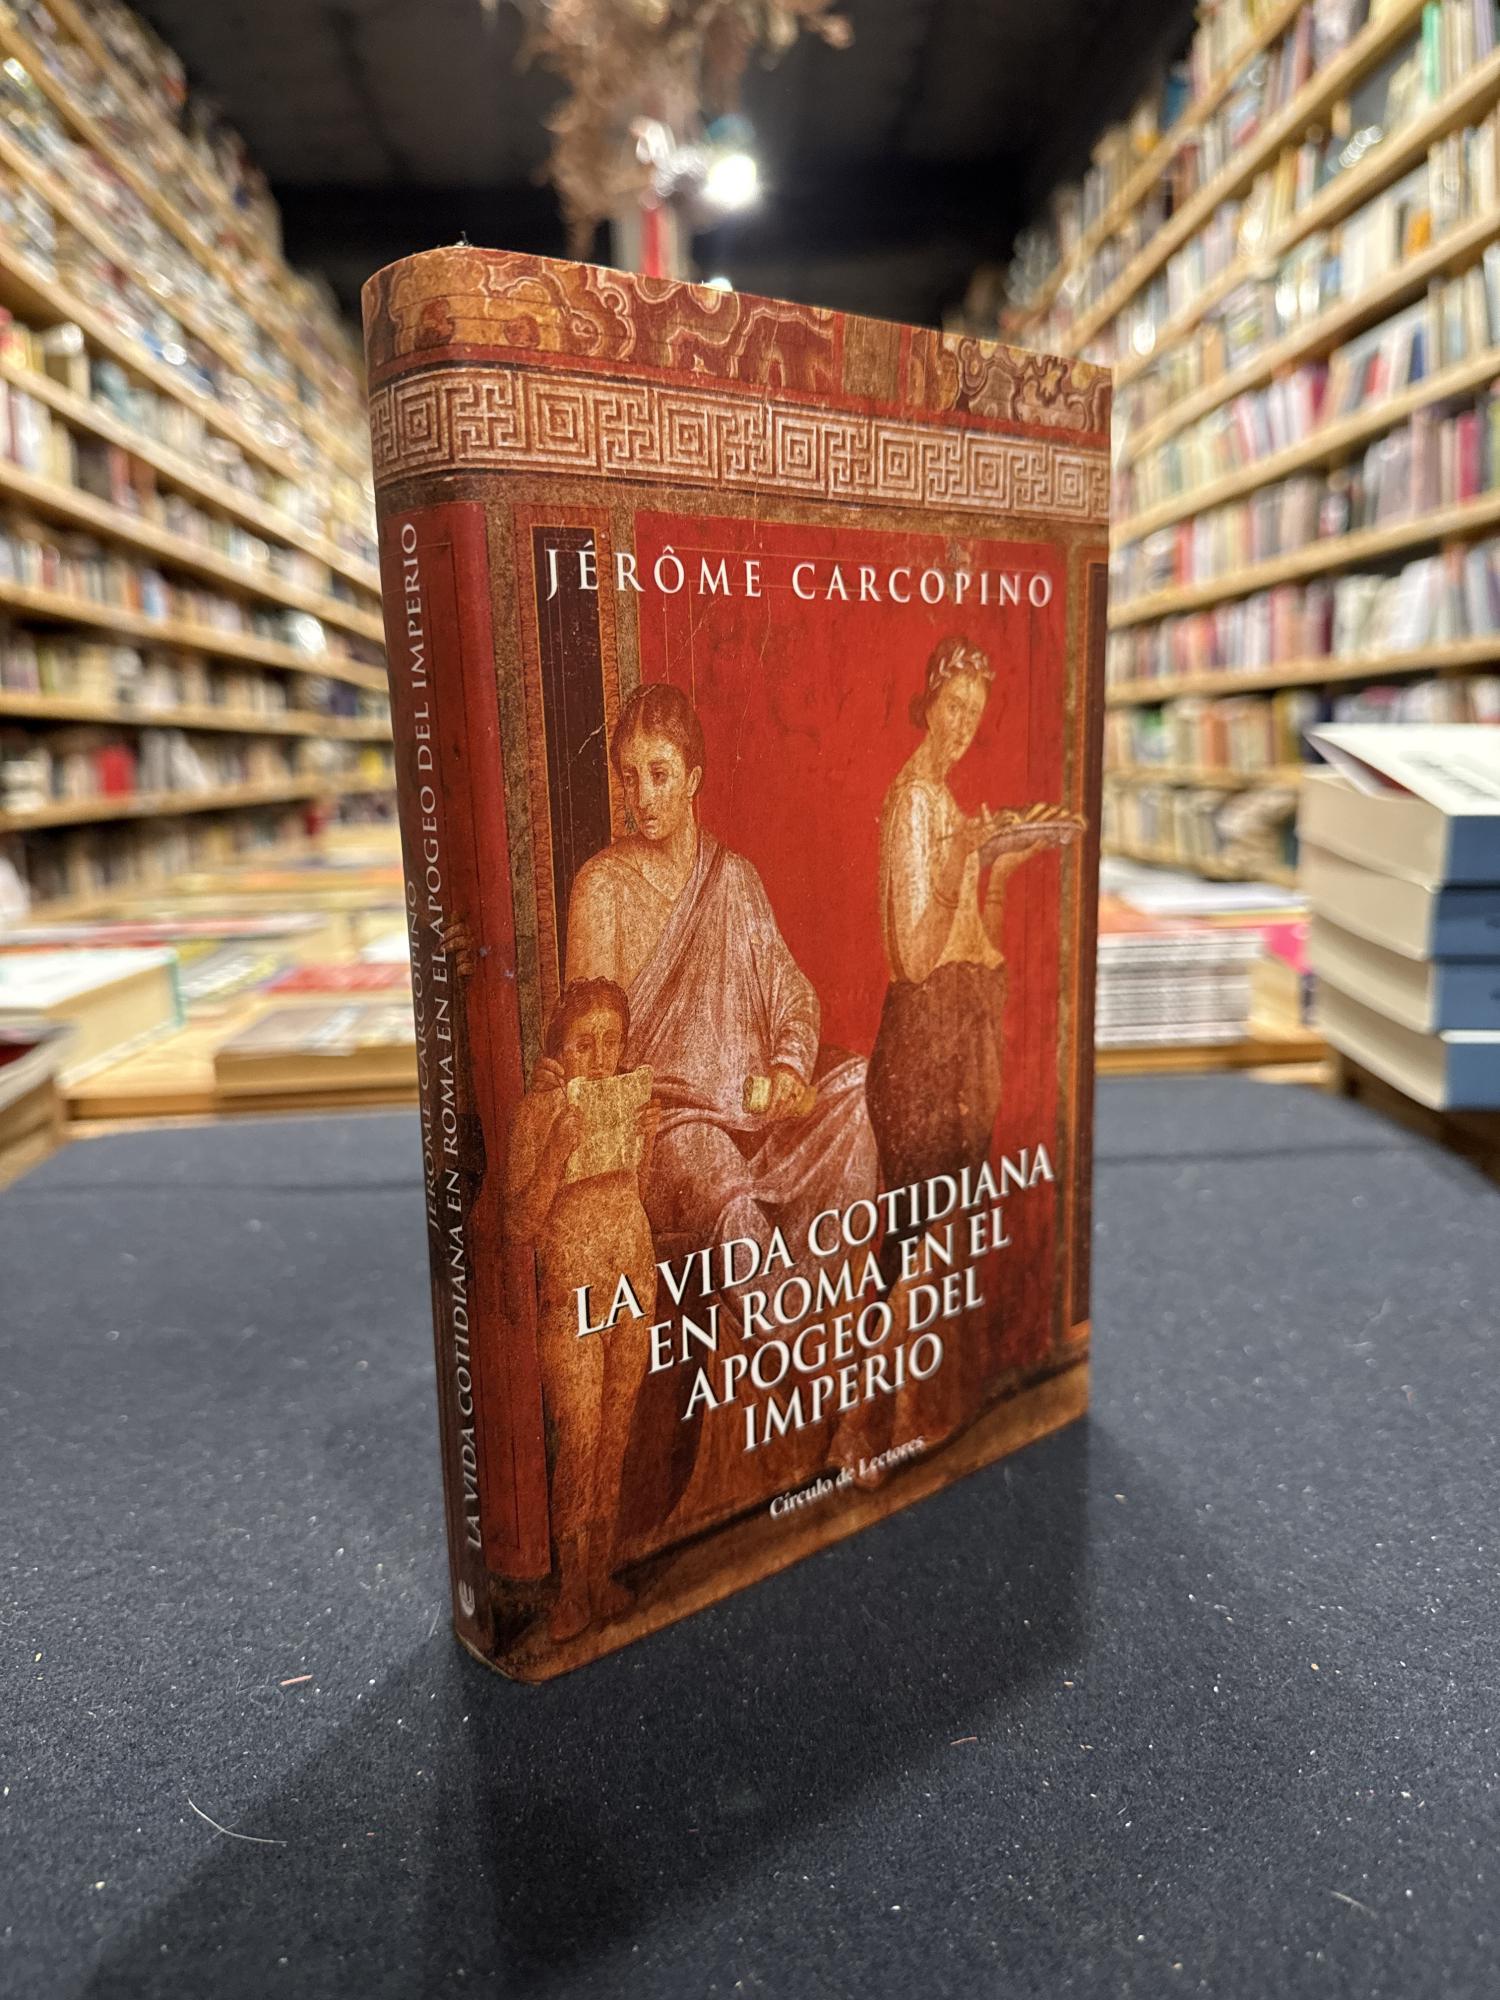 JÉRÔME CARCOPINO
LA VIDA COTIDIANA
EN ROMA EN EL
APOGEO DEL
IMPERIO
Círculo de Lectores
JÉRÔME CARCOPINO
LA VIDA COTIDIANA EN ROMA EN EL APOGEO DEL IMPERIO